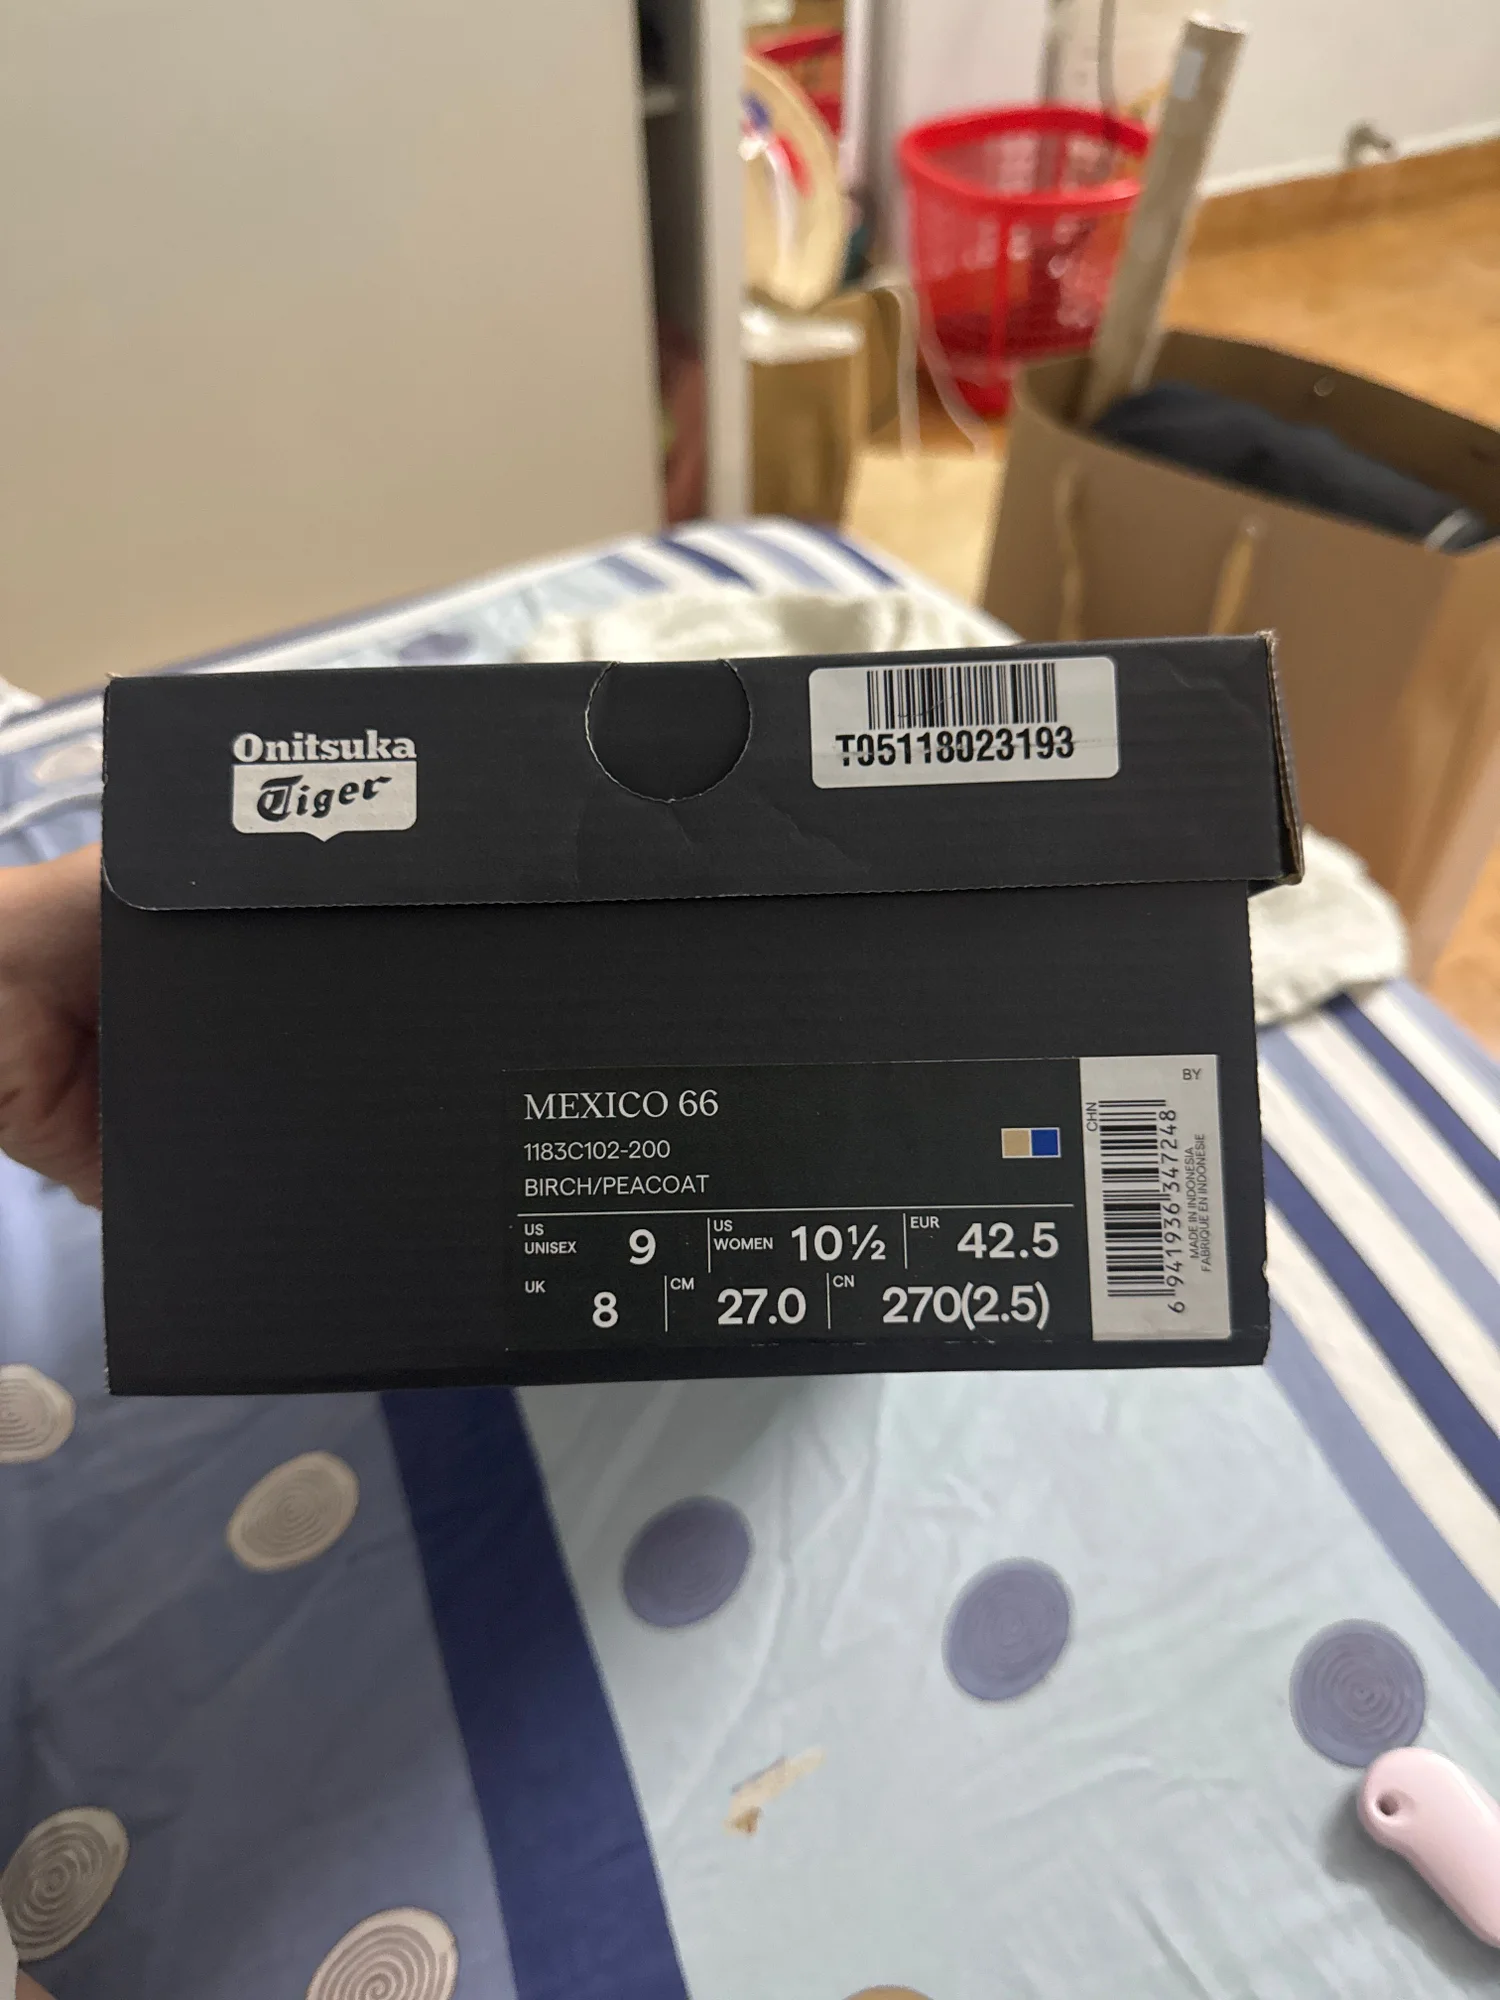 Onitsuka
Tiger
T05118023193
MEXICO 66
1183C102-200
BIRCH/PEACOAT
US UNISEX 9
US WOMEN 10½
EUR 42.5
UK 8
CM 27.0
CN 270(2.5)
BY
CHN
6 941936 347248
MADE IN INDONESIA
FABRIQUE EN INDONESIE